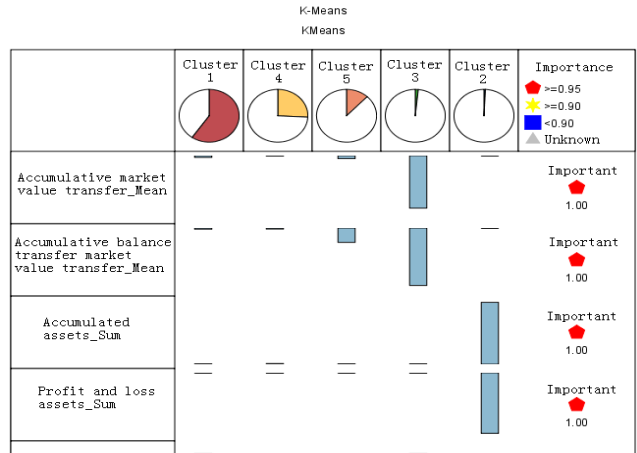 K-Means
KMeans
Cluster Cluster Cluster Cluster Cluster Importance
1 4 5 3 2
>=0.95
>=0.90
<0.90
Unknown
Accumulative market
value transfer_Mean
Important
1.00
Accumulative balance
transfer market
value transfer_Mean
Important
1.00
Accumulated
assets_Sum
Important
1.00
Profit and loss
assets_Sum
Important
1.00